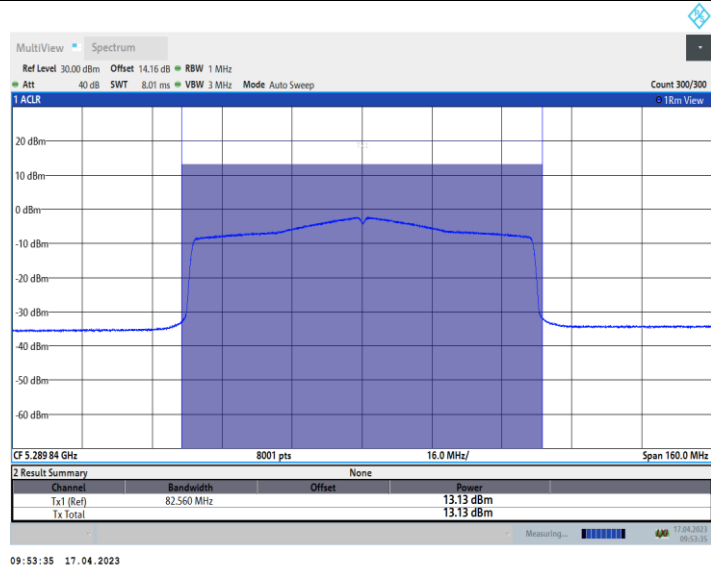 MultiView Spectrum
Ref Level 30.00 dBm Offset 14.16 dB RBW 1 MHz
Att 40 dB SWT 8.01 ms VBW 3 MHz Mode Auto Sweep Count 300/300
1 ACLR 1Rm View
20 dBm
10 dBm
0 dBm
-10 dBm
-20 dBm
-30 dBm
-40 dBm
-50 dBm
-60 dBm
CF 5.289 84 GHz 8001 pts 16.0 MHz/ Span 160.0 MHz
2 Result Summary None
Channel Bandwidth Offset Power
Tx1 (Ref) 82.560 MHz 13.13 dBm
Tx Total 13.13 dBm
Measuring... 17.04.2023
09:53:35
09:53:35 17.04.2023